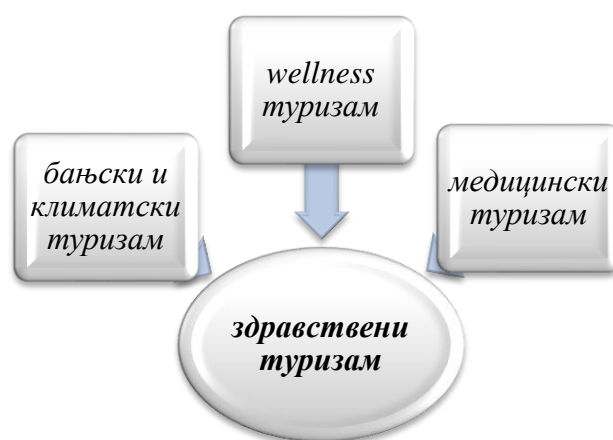 wellness
туризам
бањски и
климатски
туризам
медицински
туризам
здравствени
туризам